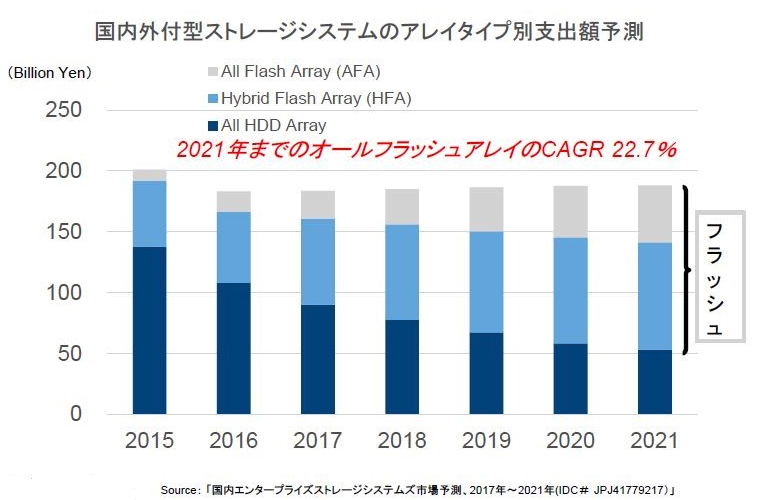 国内外付型ストレージシステムのアレイタイプ別支出額予測
（Billion Yen）
All Flash Array (AFA)
Hybrid Flash Array (HFA)
All HDD Array
2021年までのオールフラッシュアレイのCAGR 22.7％
250
200
150
100
50
0
フラッシュ
2015 2016 2017 2018 2019 2020 2021
Source：「国内エンタープライズストレージシステムズ市場予測、2017年～2021年(IDC＃ JPJ41779217)」